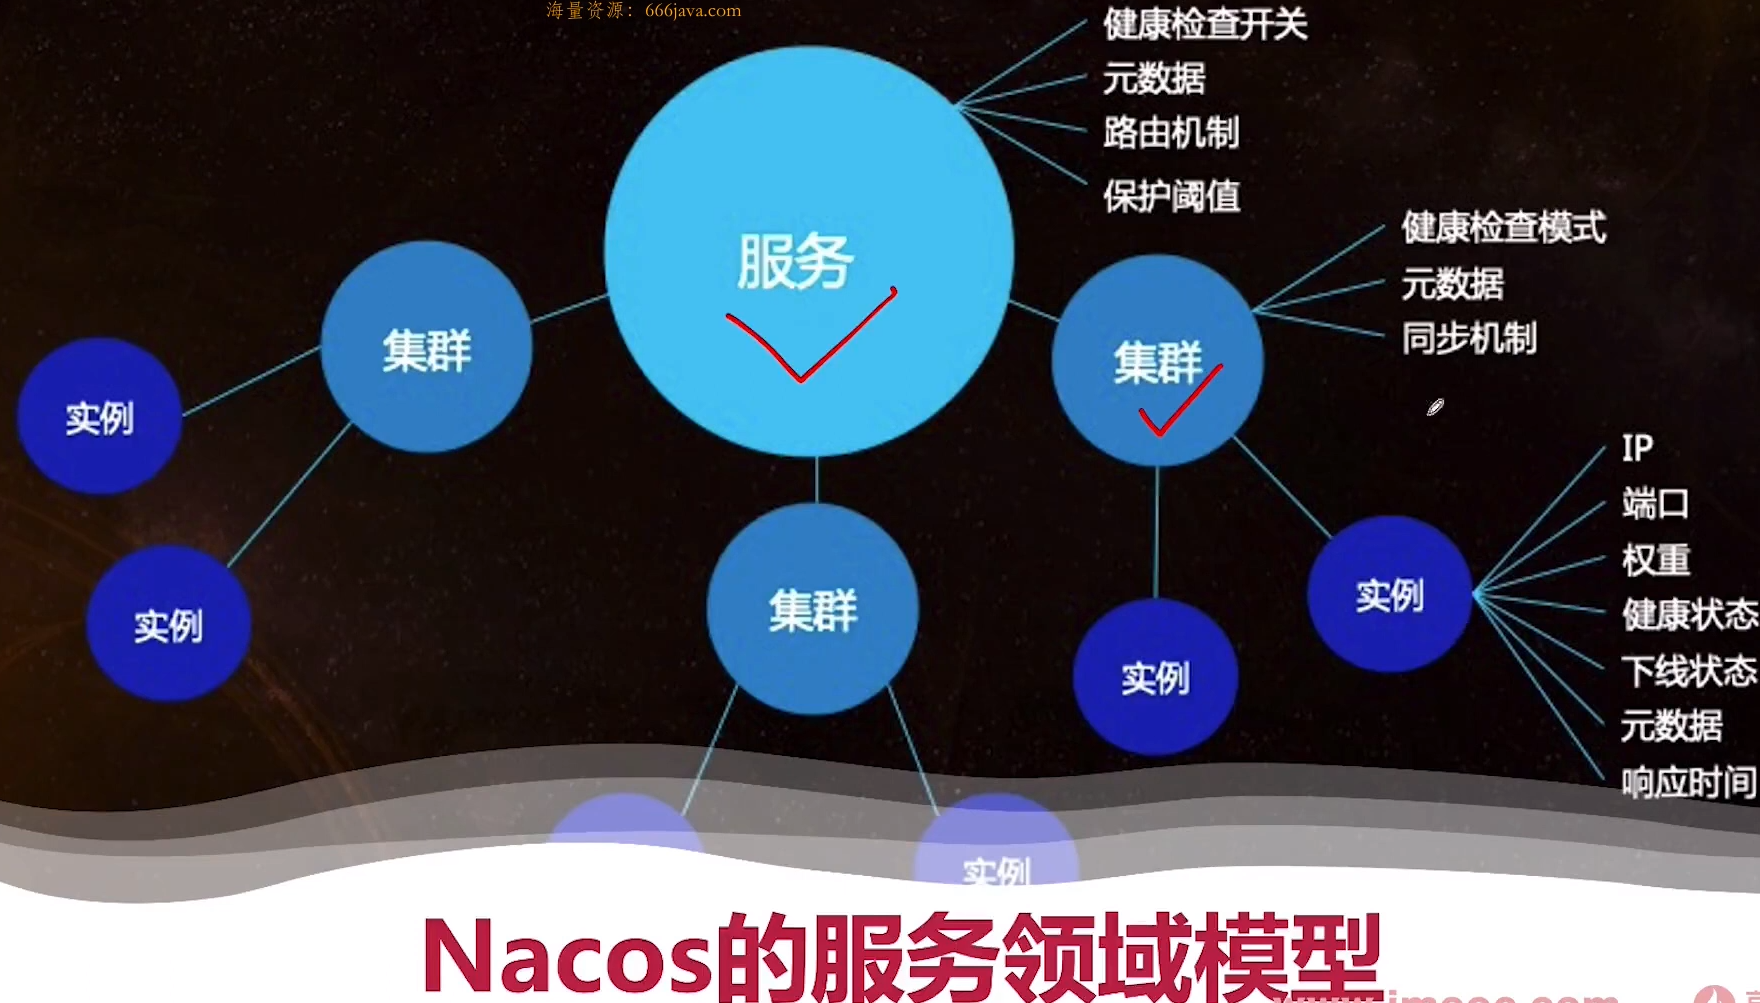 海量资源：666java.com
健康检查开关
元数据
路由机制
保护阈值
服务
健康检查模式
元数据
同步机制
集群
集群
实例
IP
端口
权重
健康状态
下线状态
元数据
响应时间
实例
实例
集群
实例
实例
Nacos的服务领域模型